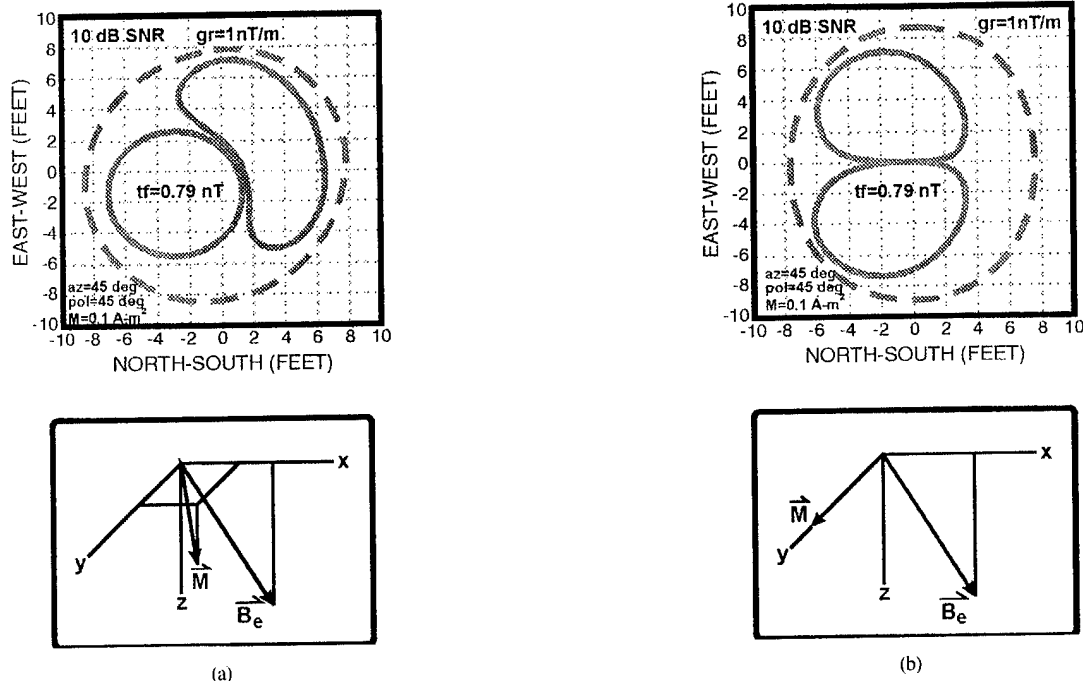 10 dB SNR gr=1nT/m
EAST-WEST (FEET)
10
8
6
4
2
0
-2
-4
-6
-8
-10
tf=0.79 nT
az=45 deg
pol=45 deg
M=0.1 A-m2
-10 -8 -6 -4 -2 0 2 4 6 8 10
NORTH-SOUTH (FEET)
x
y
z
M
Be
(a)
10 dB SNR gr=1nT/m
EAST-WEST (FEET)
10
8
6
4
2
0
-2
-4
-6
-8
-10
tf=0.79 nT
az=45 deg
pol=45 deg
M=0.1 A-m2
-10 -8 -6 -4 -2 0 2 4 6 8 10
NORTH-SOUTH (FEET)
x
M
y
z
Be
(b)